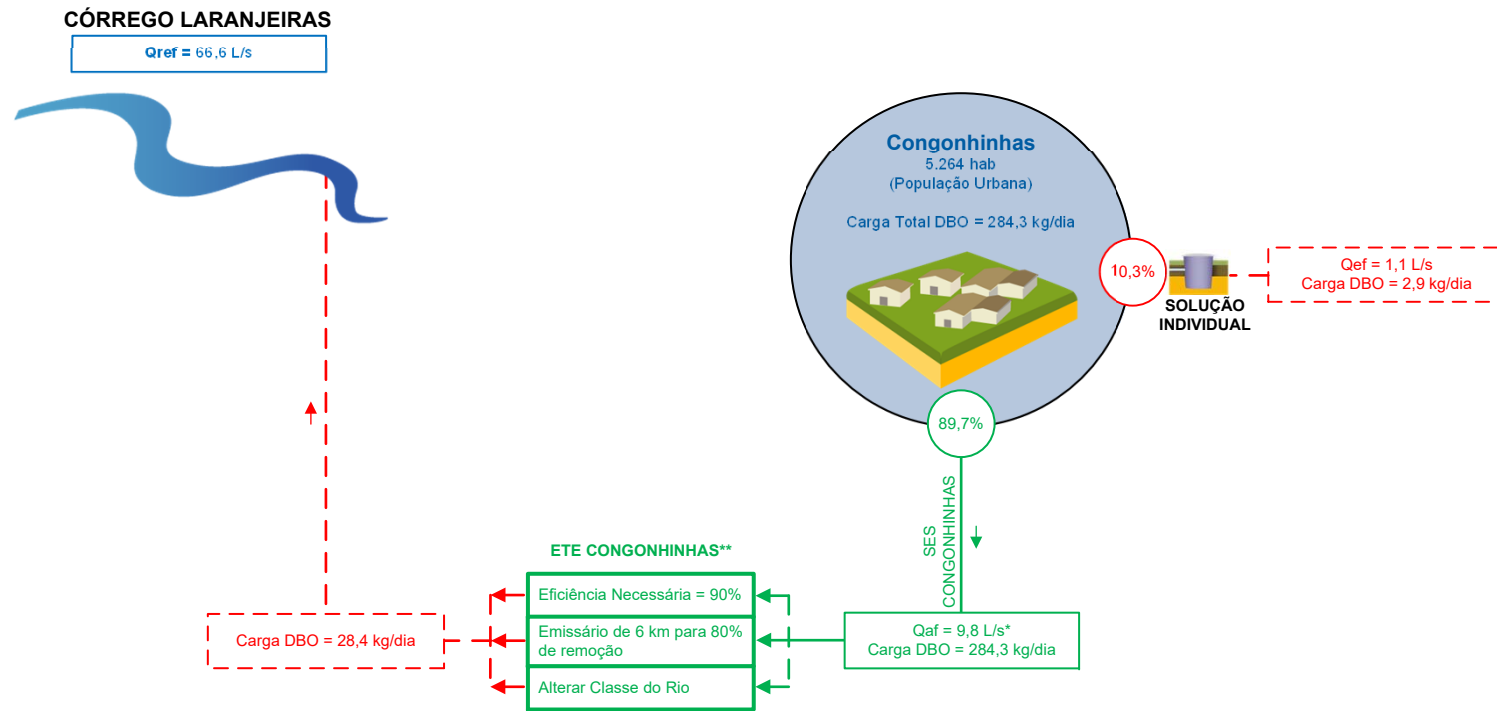 CÓRREGO LARANJEIRAS
Qref = 66,6 L/s
Congonhinhas
5.264 hab
(População Urbana)
Carga Total DBO = 284,3 kg/dia
10,3%
SOLUÇÃO
INDIVIDUAL
Qef = 1,1 L/s
Carga DBO = 2,9 kg/dia
89,7%
SES
CONGONHINHAS
ETE CONGONHINHAS**
Eficiência Necessária = 90%
Emissário de 6 km para 80%
de remoção
Alterar Classe do Rio
Qaf = 9,8 L/s*
Carga DBO = 284,3 kg/dia
Carga DBO = 28,4 kg/dia